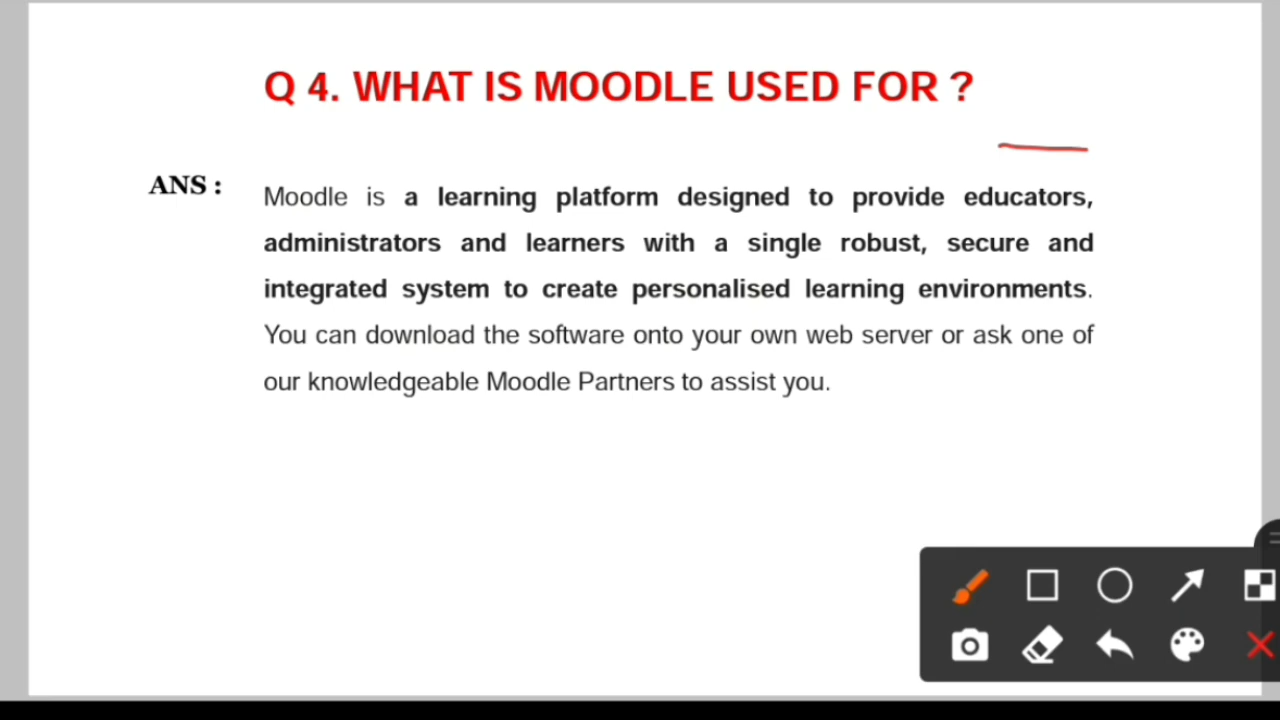 Q 4. WHAT IS MOODLE USED FOR ?
ANS :
Moodle is a learning platform designed to provide educators,
administrators and learners with a single robust, secure and
integrated system to create personalised learning environments.
You can download the software onto your own web server or ask one of
our knowledgeable Moodle Partners to assist you.